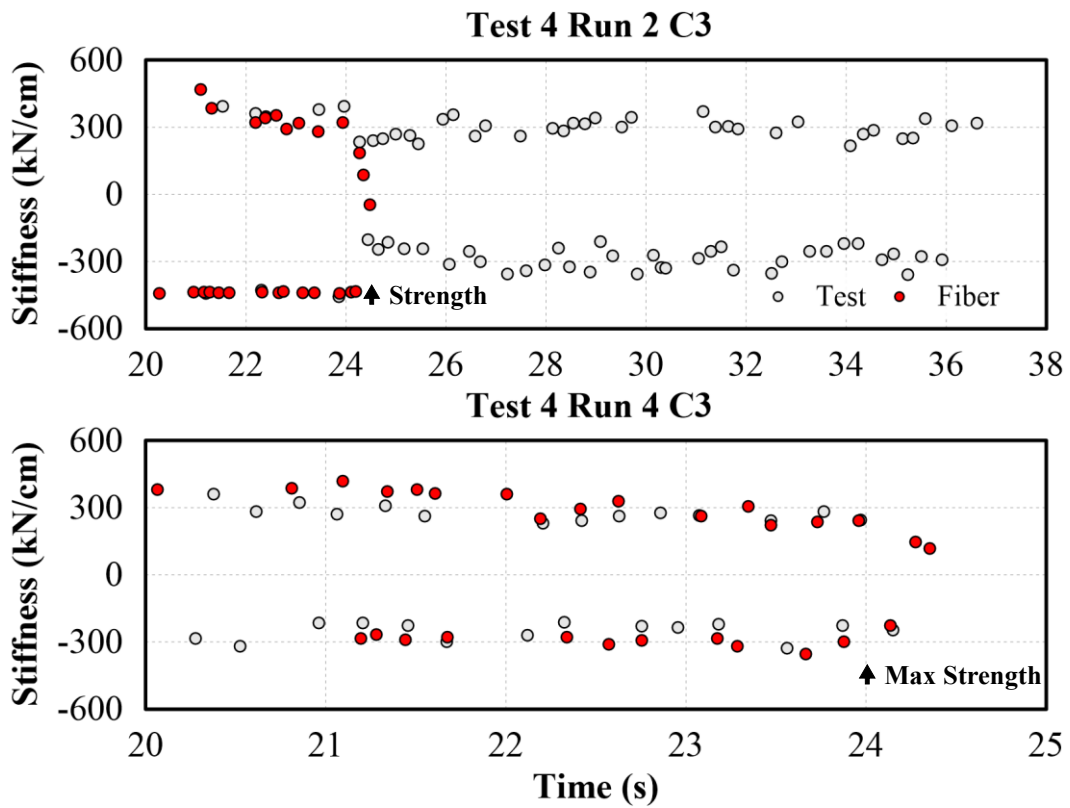 Test 4 Run 2 C3
Stiffness (kN/cm)
600
300
0
-300
-600
Strength
Test
Fiber
20 22 24 26 28 30 32 34 36 38
Test 4 Run 4 C3
Stiffness (kN/cm)
600
300
0
-300
-600
Max Strength
20 21 22 23 24 25
Time (s)